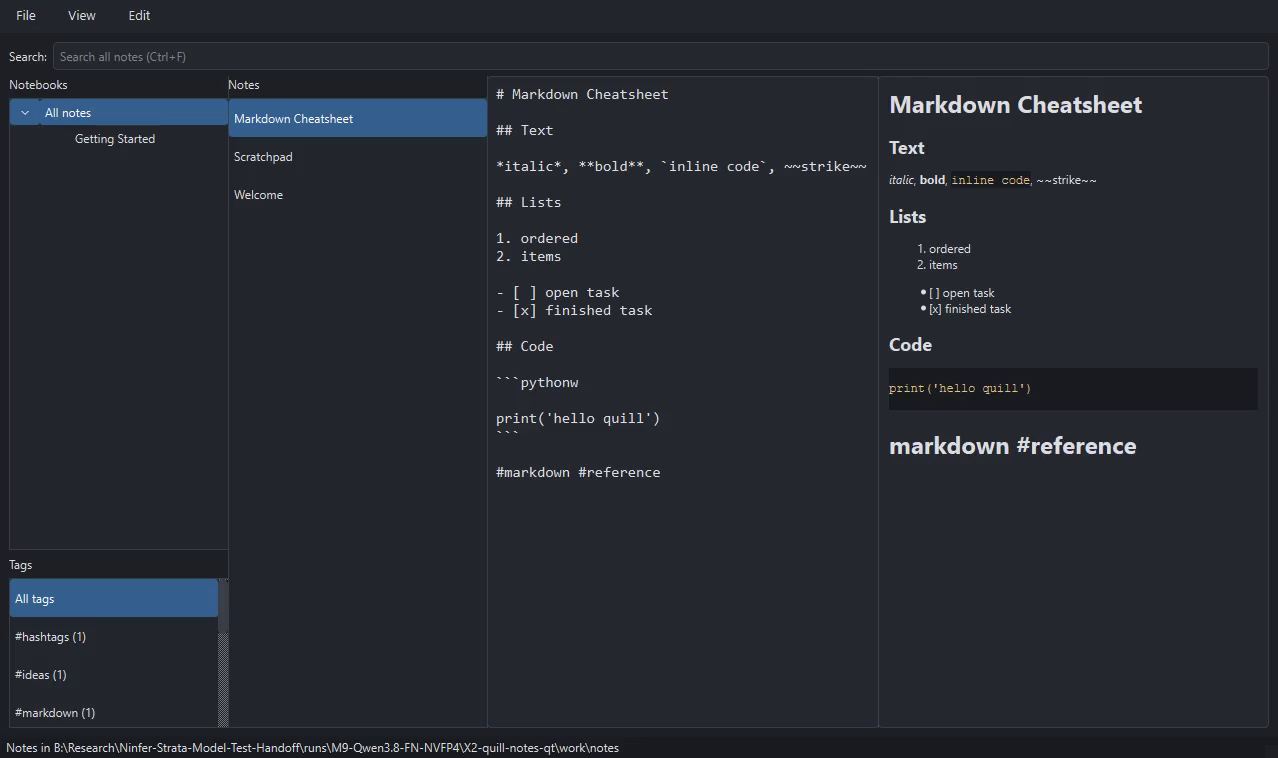 File View Edit
Search: Search all notes (Ctrl+F)
Notebooks
All notes
Getting Started
Tags
All tags
#hashtags (1)
#ideas (1)
#markdown (1)
Notes
Markdown Cheatsheet
Scratchpad
Welcome
# Markdown Cheatsheet
## Text
*italic*, **bold**, `inline code`, ~~strike~~
## Lists
1. ordered
2. items
- [ ] open task
- [x] finished task
## Code
```pythonw
print('hello quill')
```
#markdown #reference
Markdown Cheatsheet
Text
italic, bold, inline code, ~~strike~~
Lists
1. ordered
2. items
• [ ] open task
• [x] finished task
Code
print('hello quill')
markdown #reference
Notes in B:\Research\Ninfer-Strata-Model-Test-Handoff\runs\M9-Qwen3.8-FN-NVFP4\X2-quill-notes-qt\work\notes